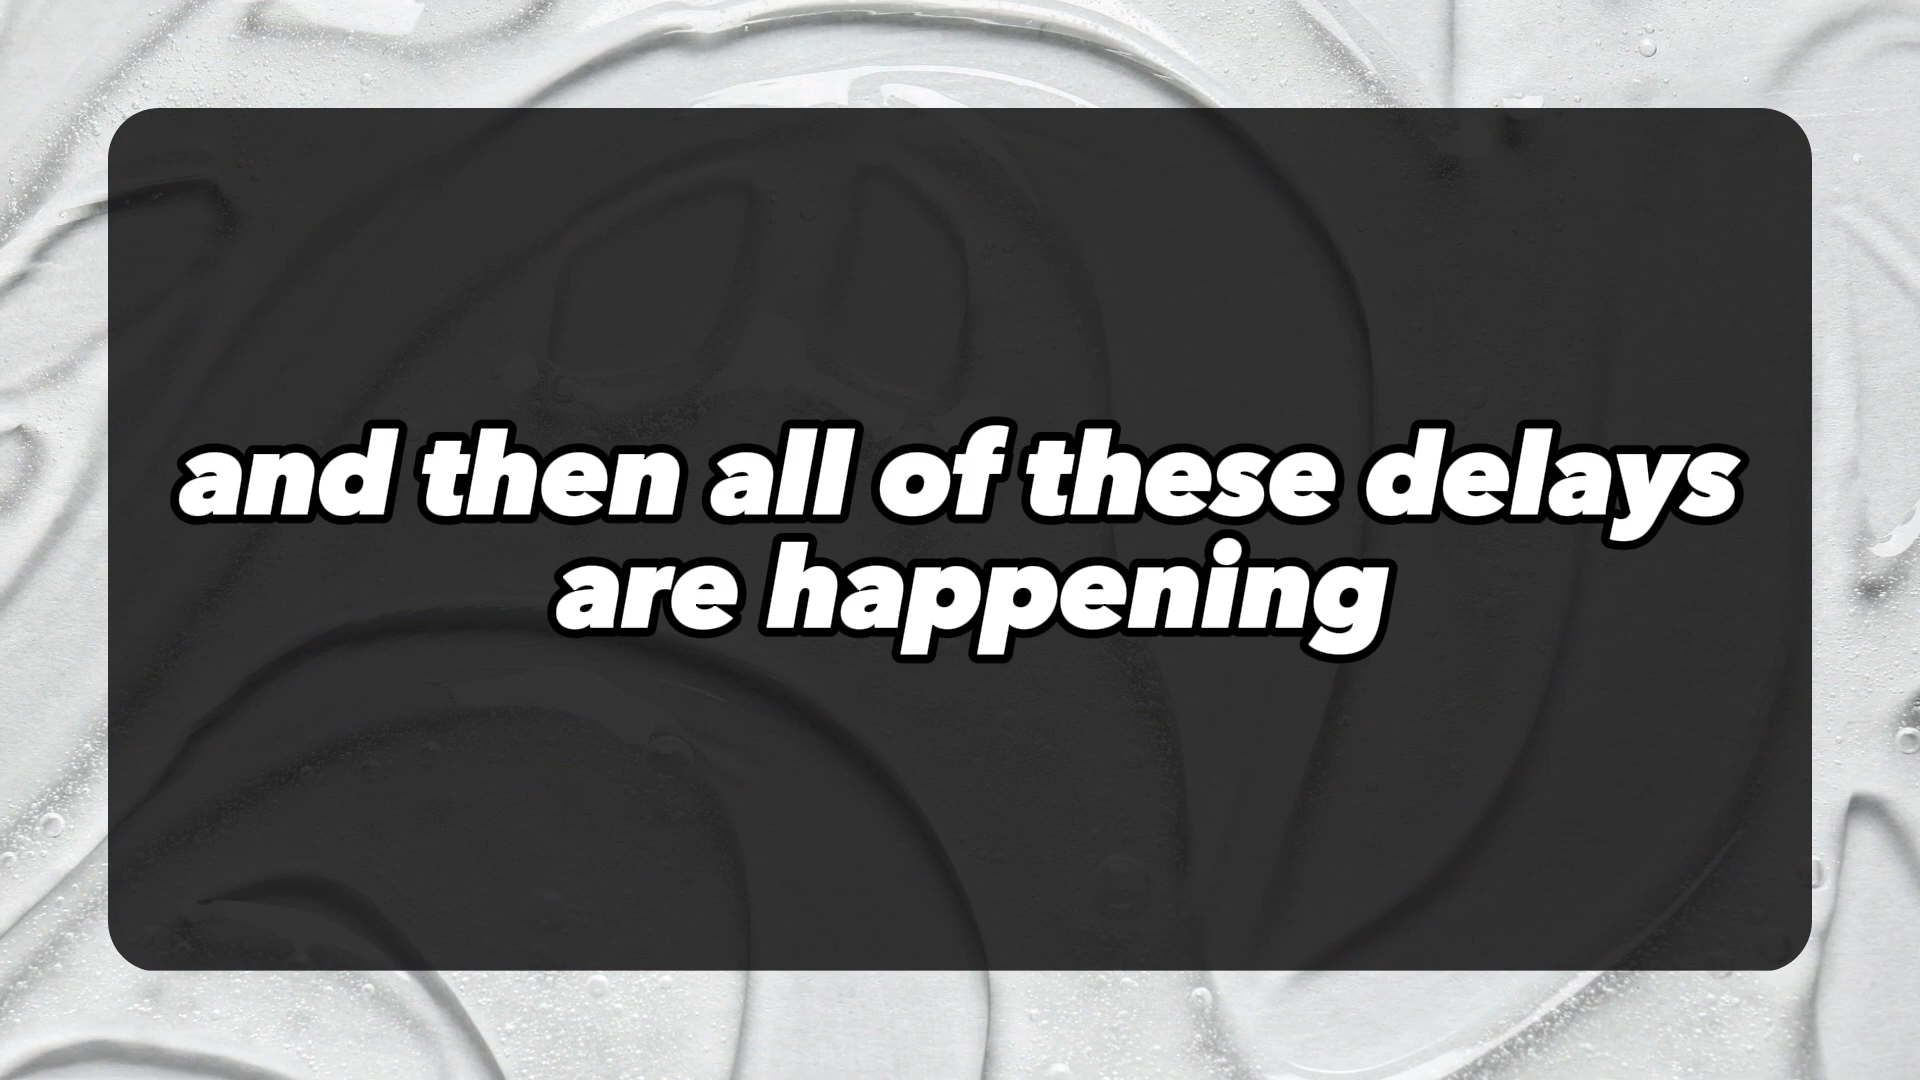 and then all of these delays
are happening